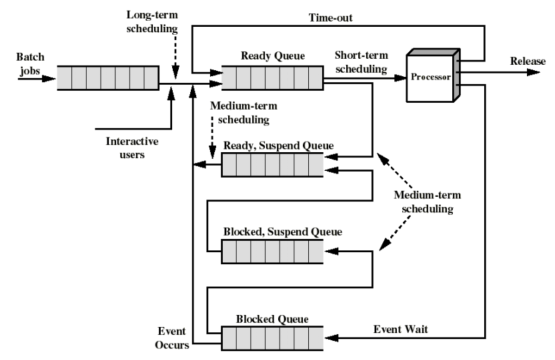 Long-term
scheduling
Time-out
Batch
jobs
Ready Queue
Short-term
scheduling
Processor
Release
Interactive
users
Medium-term
scheduling
Ready, Suspend Queue
Medium-term
scheduling
Blocked, Suspend Queue
Blocked Queue
Event
Occurs
Event Wait